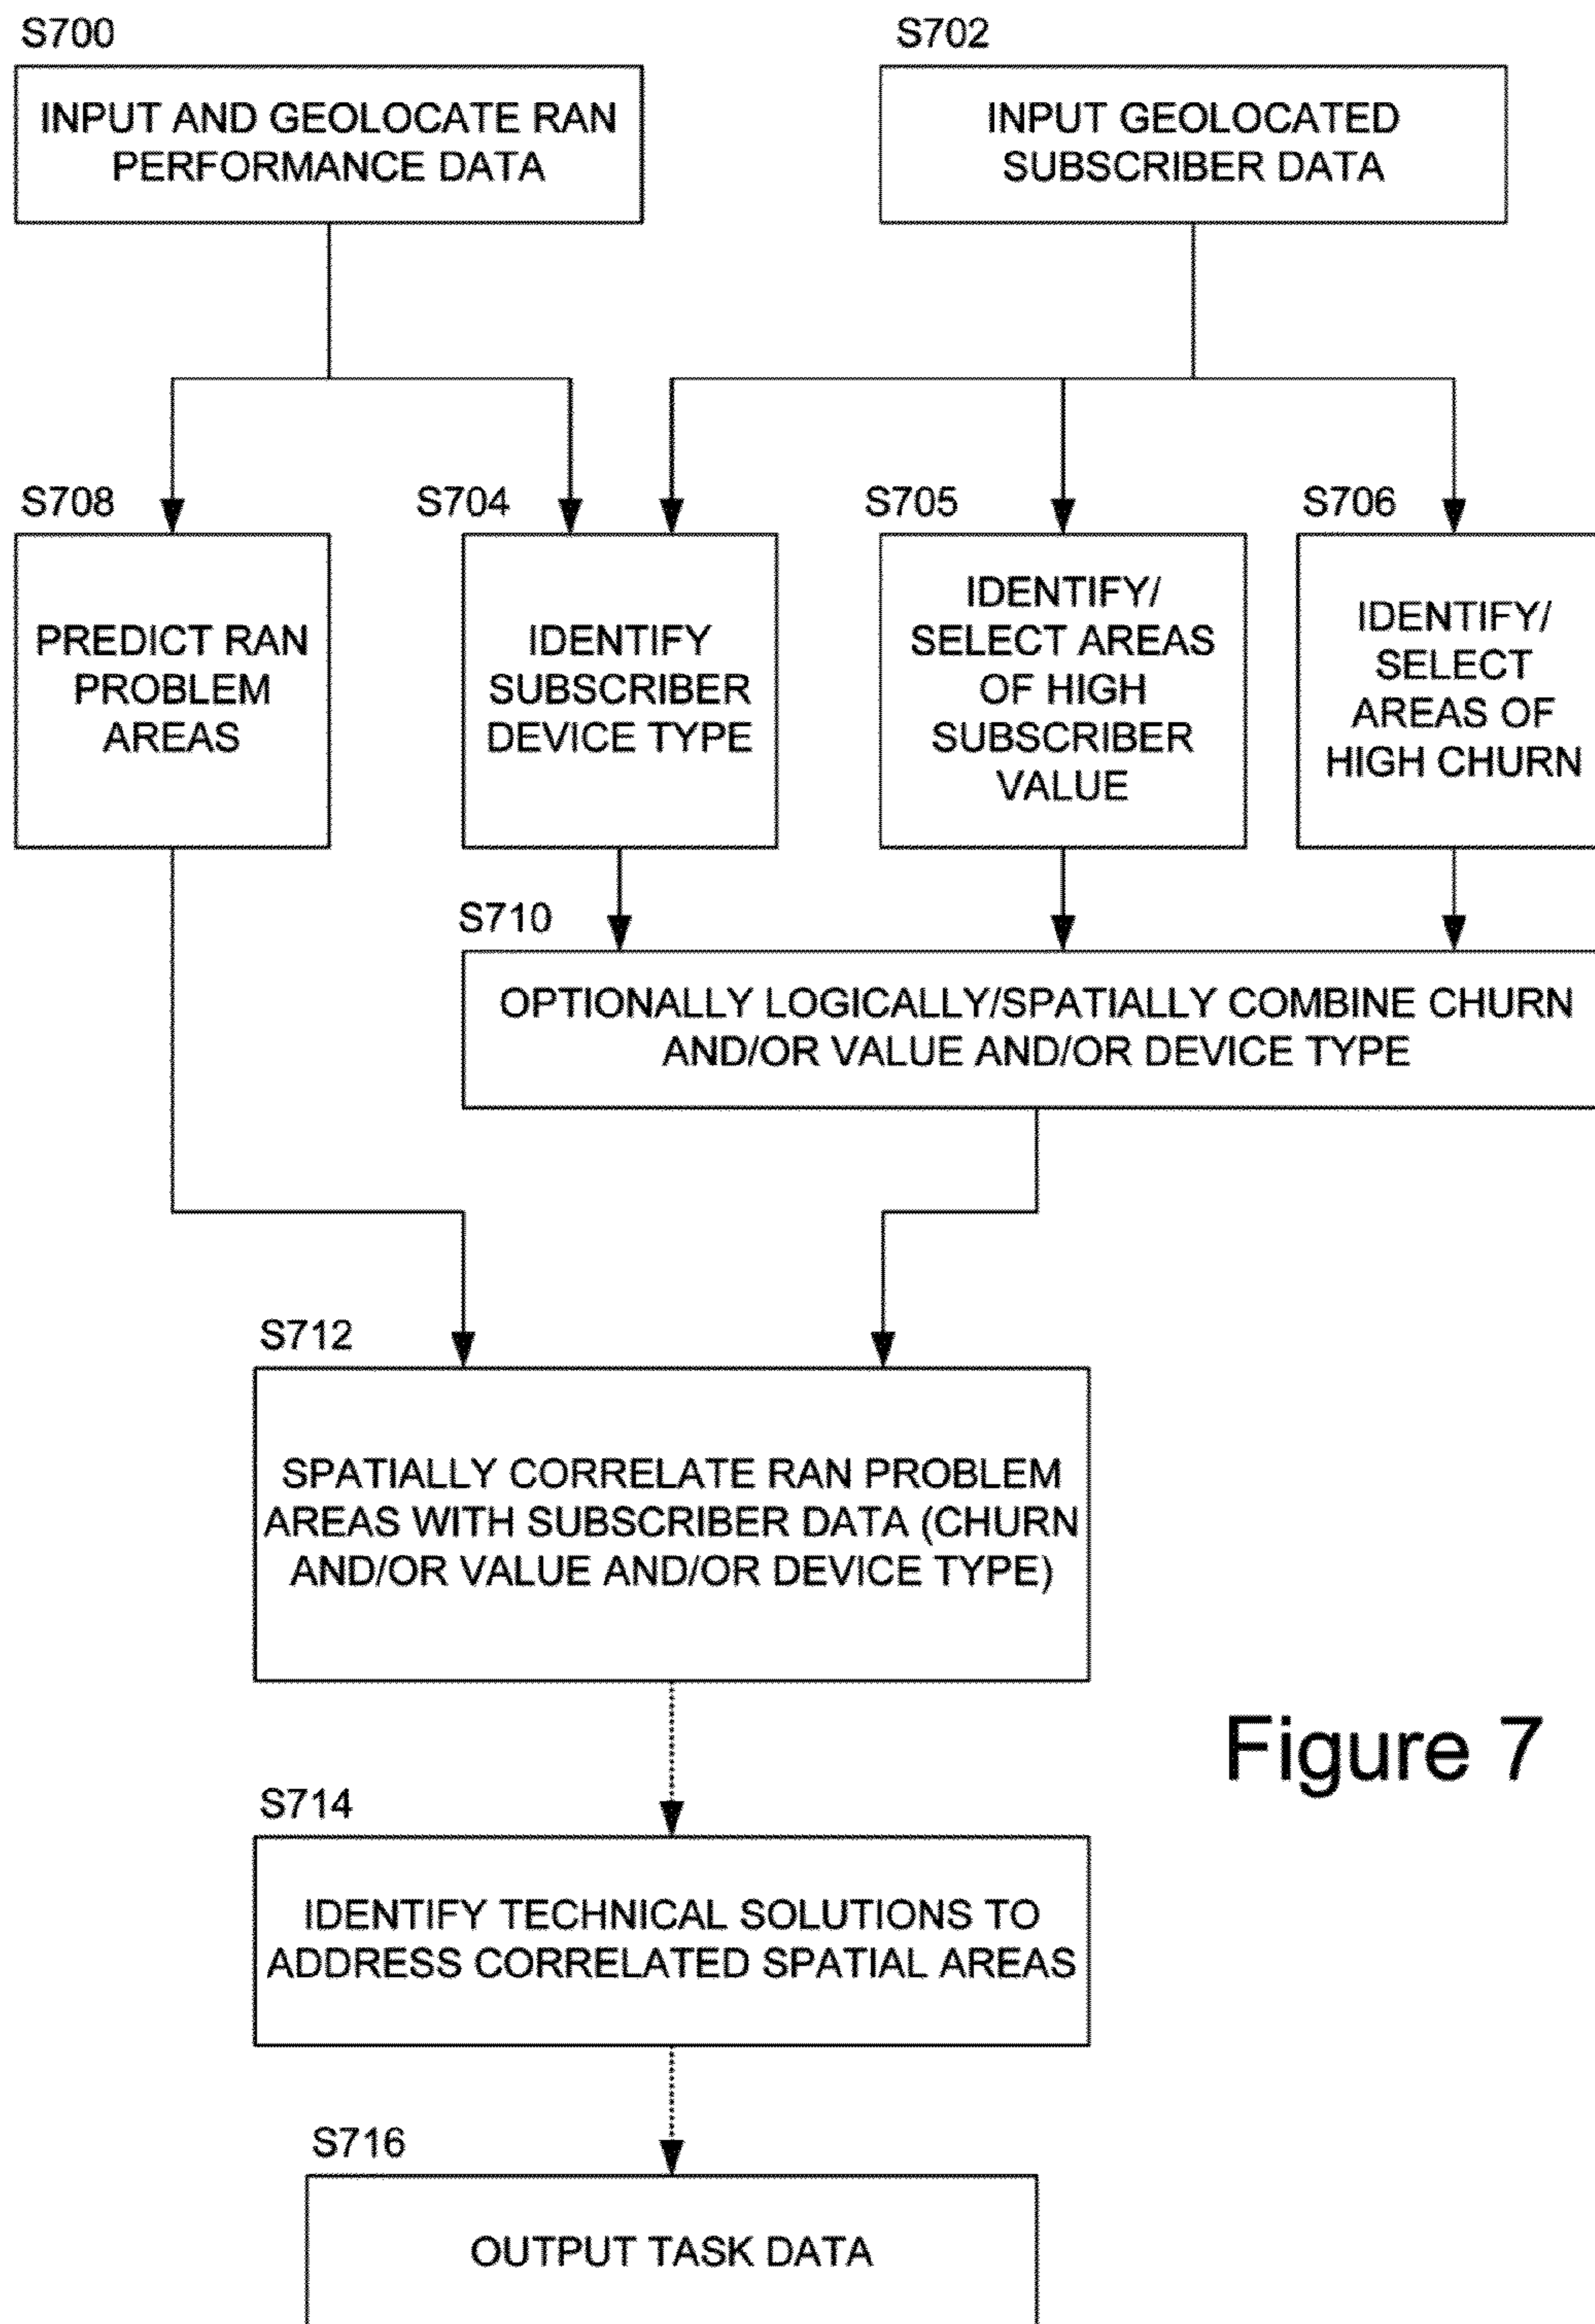 S700
INPUT AND GEOLOCATE RAN
PERFORMANCE DATA
S702
INPUT GEOLOCATED
SUBSCRIBER DATA
S708
PREDICT RAN
PROBLEM
AREAS
S704
IDENTIFY
SUBSCRIBER
DEVICE TYPE
S705
IDENTIFY/
SELECT AREAS
OF HIGH
SUBSCRIBER
VALUE
S706
IDENTIFY/
SELECT
AREAS OF
HIGH CHURN
S710
OPTIONALLY LOGICALLY/SPATIALLY COMBINE CHURN
AND/OR VALUE AND/OR DEVICE TYPE
S712
SPATIALLY CORRELATE RAN PROBLEM
AREAS WITH SUBSCRIBER DATA (CHURN
AND/OR VALUE AND/OR DEVICE TYPE)
Figure 7
S714
IDENTIFY TECHNICAL SOLUTIONS TO
ADDRESS CORRELATED SPATIAL AREAS
S716
OUTPUT TASK DATA